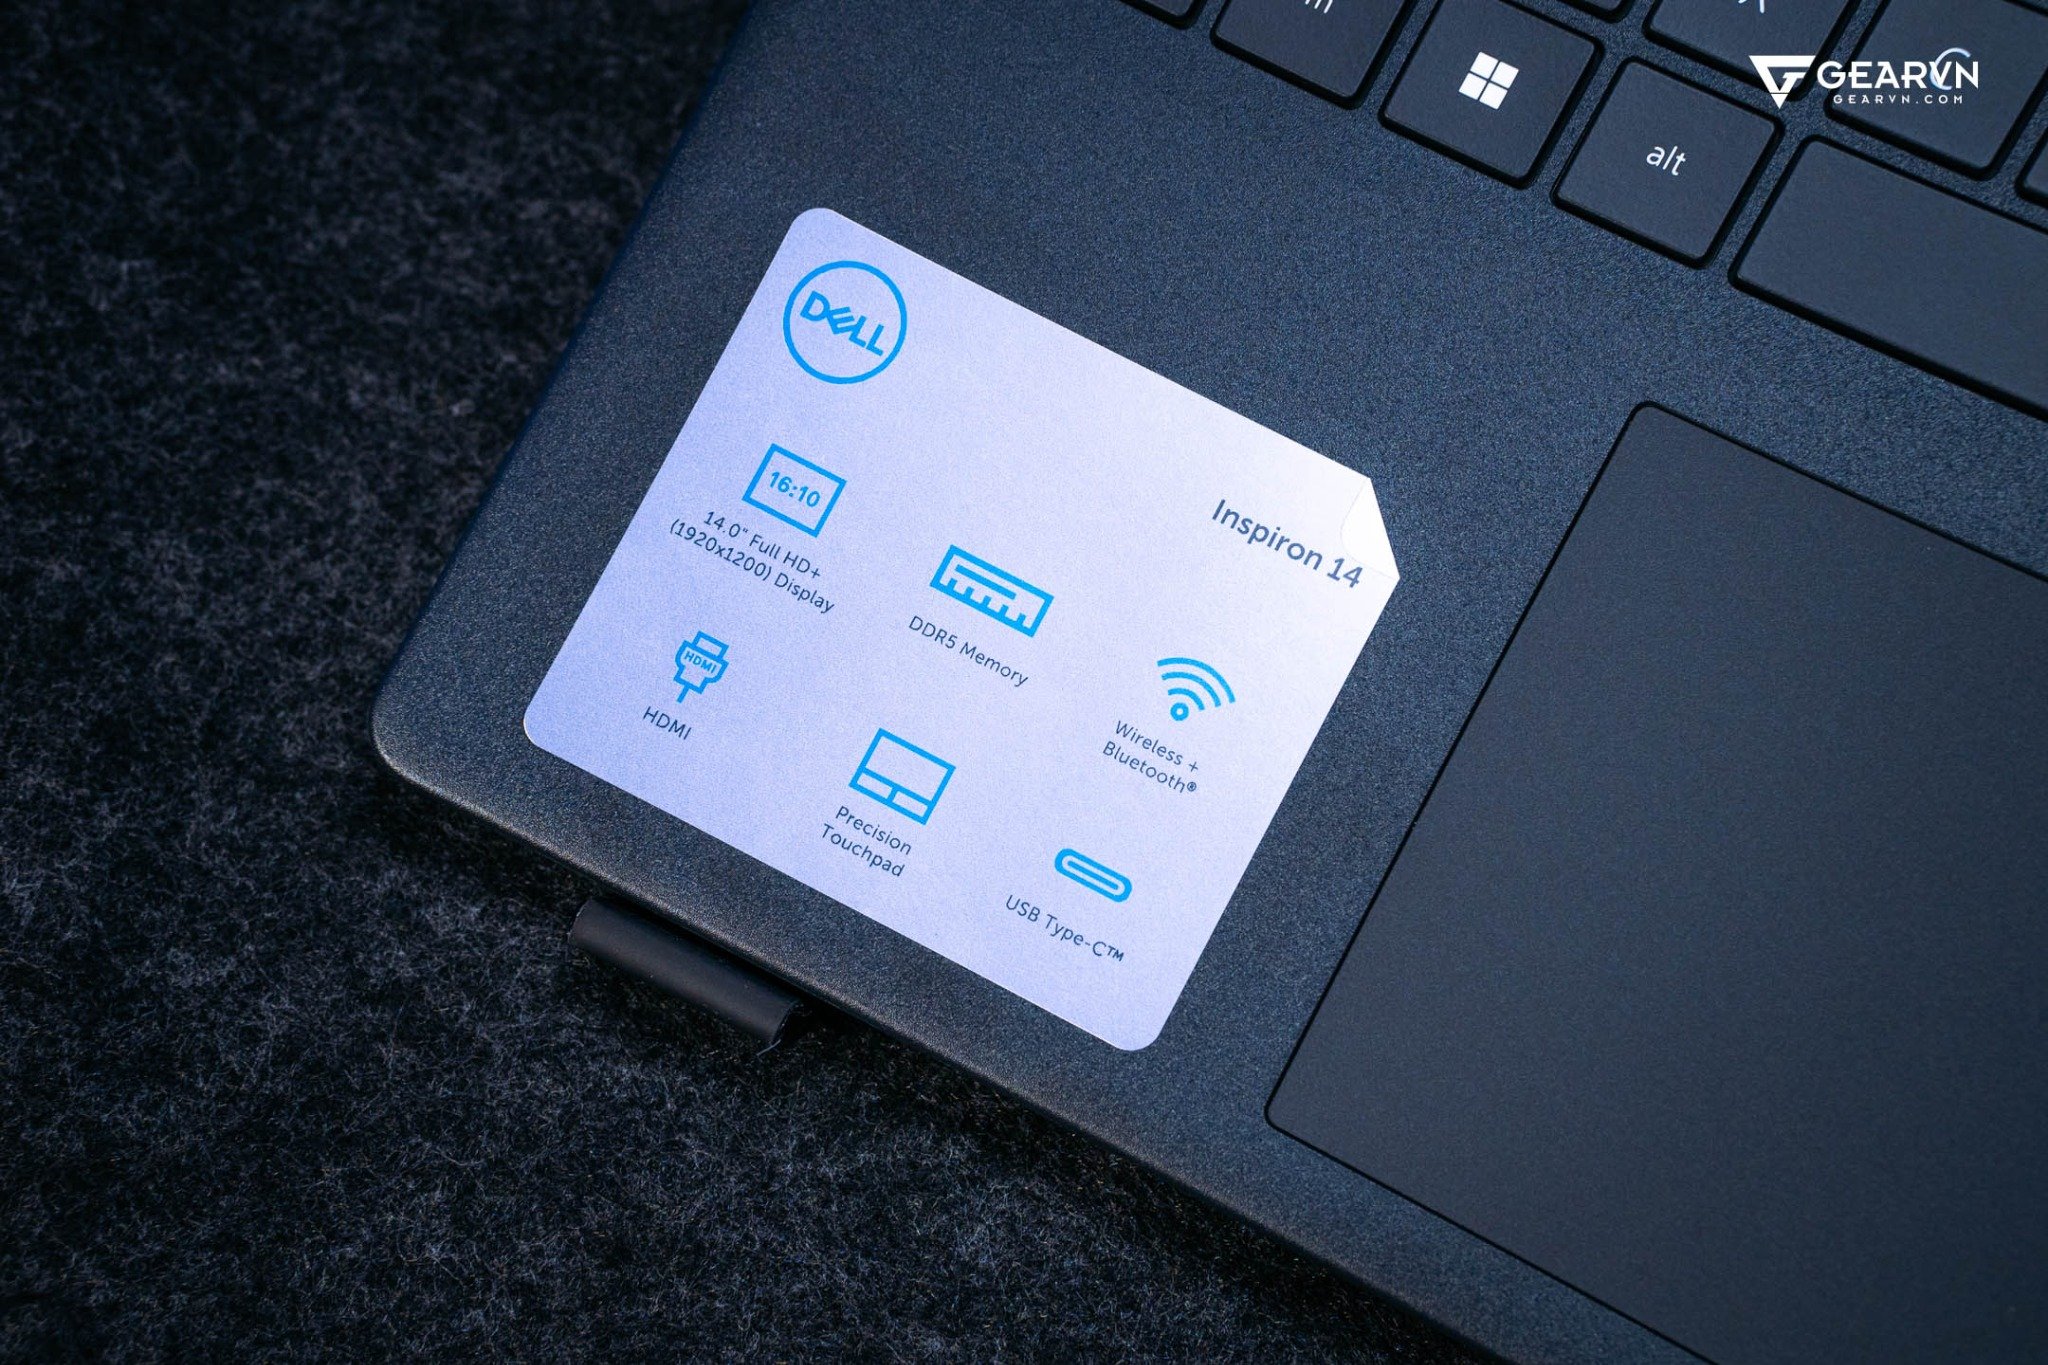 alt
GEARVN
GEARVN.COM
DELL
Inspiron 14
16:10
14.0" Full HD+
(1920x1200) Display
DDR5 Memory
Wireless +
Bluetooth®
HDMI
HDMI
Precision
Touchpad
USB Type-C™